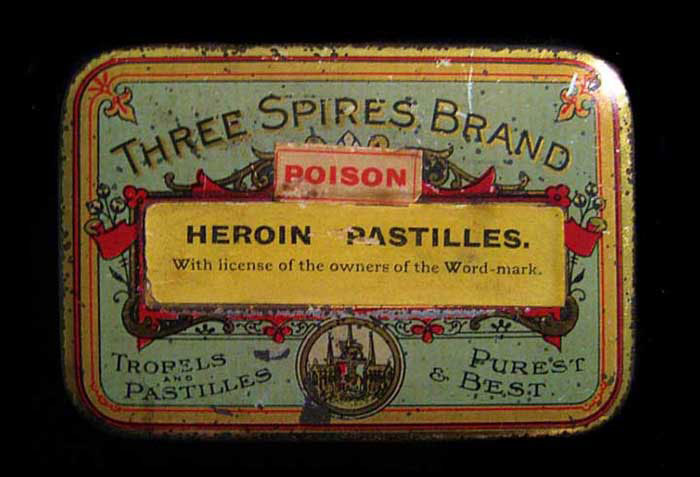 THREE SPIRES BRAND
POISON
HEROIN PASTILLES.
With license of the owners of the Word-mark.
TROPELS
AND
PASTILLES
PUREST
& BEST